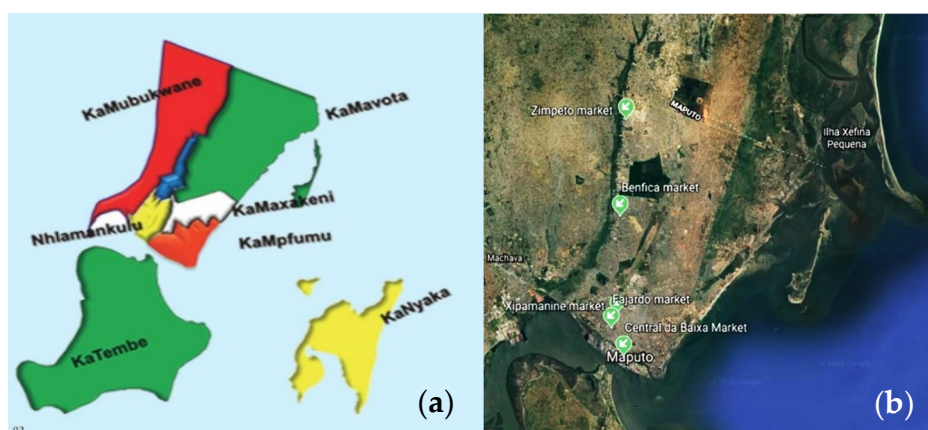 KaMubukwane
KaMavota
KaMaxakeni
Nhlamankulu
KaMpfumu
KaNyaka
KaTembe
(a)
Zimpeto market
MAPUTO
Ilha Xefina
Pequena
Benfica market
Machava
Fajardo market
Xipamanine market
Central da Baixa Market
Maputo
(b)